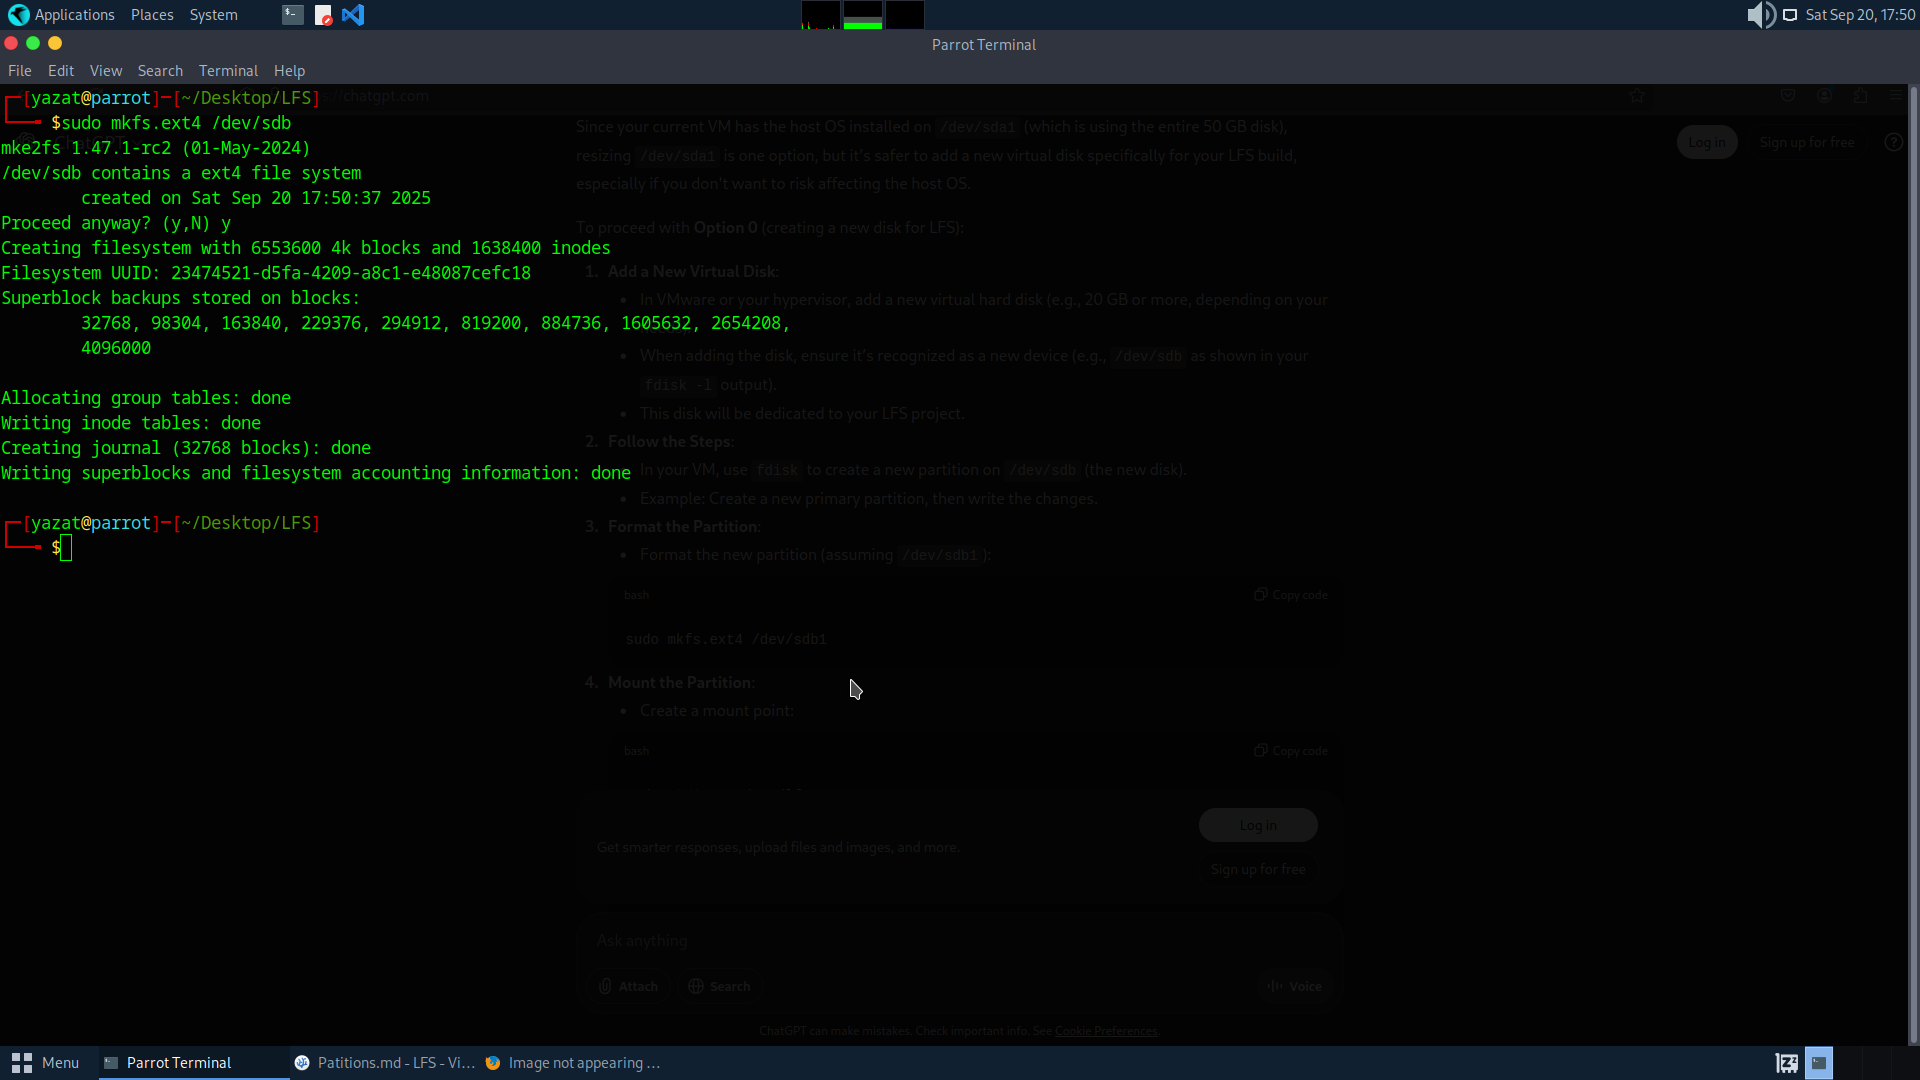 Applications Places System
Sat Sep 20, 17:50
Parrot Terminal
File Edit View Search Terminal Help
┌─[yazat@parrot]─[~/Desktop/LFS]
└──╼ $sudo mkfs.ext4 /dev/sdb
mke2fs 1.47.1-rc2 (01-May-2024)
/dev/sdb contains a ext4 file system
created on Sat Sep 20 17:50:37 2025
Proceed anyway? (y,N) y
Creating filesystem with 6553600 4k blocks and 1638400 inodes
Filesystem UUID: 23474521-d5fa-4209-a8c1-e48087cefc18
Superblock backups stored on blocks:
32768, 98304, 163840, 229376, 294912, 819200, 884736, 1605632, 2654208,
4096000
Allocating group tables: done
Writing inode tables: done
Creating journal (32768 blocks): done
Writing superblocks and filesystem accounting information: done
┌─[yazat@parrot]─[~/Desktop/LFS]
└──╼ $
chatgpt.com
Log in
Sign up for free
Since your current VM has the host OS installed on /dev/sda1 (which is using the entire 50 GB disk),
resizing /dev/sda1 is one option, but it's safer to add a new virtual disk specifically for your LFS build,
especially if you don't want to risk affecting the host OS.
To proceed with Option 0 (creating a new disk for LFS):
1. Add a New Virtual Disk:
• In VMware or your hypervisor, add a new virtual hard disk (e.g., 20 GB or more, depending on your
• When adding the disk, ensure it's recognized as a new device (e.g., /dev/sdb as shown in your
fdisk -l output).
• This disk will be dedicated to your LFS project.
2. Follow the Steps:
In your VM, use fdisk to create a new partition on /dev/sdb (the new disk).
• Example: Create a new primary partition, then write the changes.
3. Format the Partition:
• Format the new partition (assuming /dev/sdb1):
bash
Copy code
sudo mkfs.ext4 /dev/sdb1
4. Mount the Partition:
• Create a mount point:
bash
Copy code
Get smarter responses, upload files and images, and more.
Log in
Sign up for free
Ask anything
Attach
Search
Voice
ChatGPT can make mistakes. Check important info. See Cookie Preferences.
Menu
Parrot Terminal
Patitions.md - LFS - Vi...
Image not appearing ...